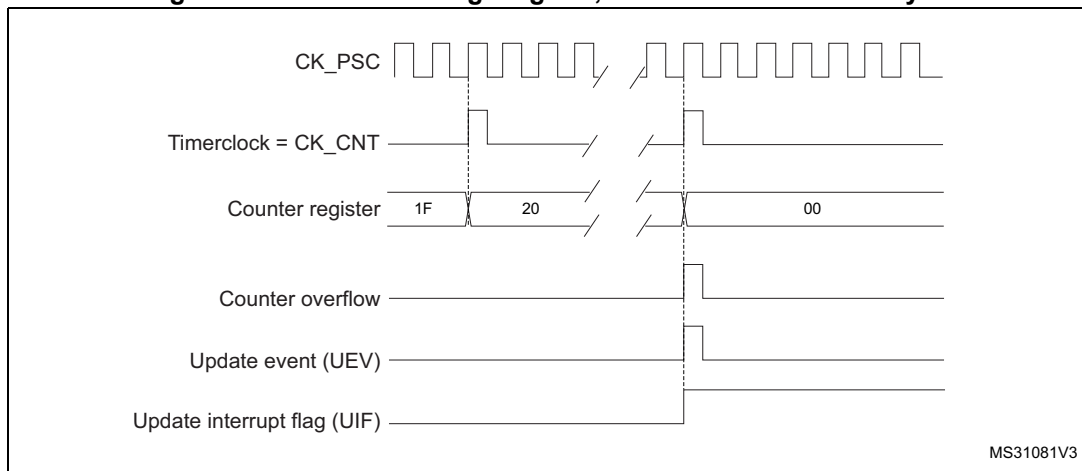 CK_PSC
Timerclock = CK_CNT
Counter register 1F 20 00
Counter overflow
Update event (UEV)
Update interrupt flag (UIF)
MS31081V3